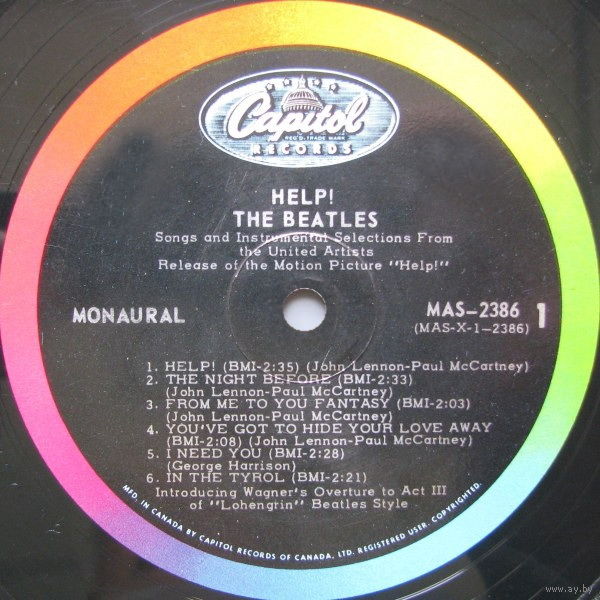 Capitol
REG'D. TRADE MARK
RECORDS
HELP!
THE BEATLES
Songs and Instrumental Selections From
the United Artists
Release of the Motion Picture "Help!"
MONAURAL
MAS-2386 1
(MAS-X-1-2386)
1. HELP! (BMI-2:35) (John Lennon-Paul McCartney)
2. THE NIGHT BEFORE (BMI-2:33)
(John Lennon-Paul McCartney)
3. FROM ME TO YOU FANTASY (BMI-2:03)
(John Lennon-Paul McCartney)
4. YOU'VE GOT TO HIDE YOUR LOVE AWAY
(BMI-2:08) (John Lennon-Paul McCartney)
5. I NEED YOU (BMI-2:28)
(George Harrison)
6. IN THE TYROL (BMI-2:21)
Introducing Wagner's Overture to Act III
of "Lohengrin" Beatles Style
MFD. IN CANADA BY CAPITOL RECORDS OF CANADA, LTD. REGISTERED USER. COPYRIGHTED.
www.ay.by